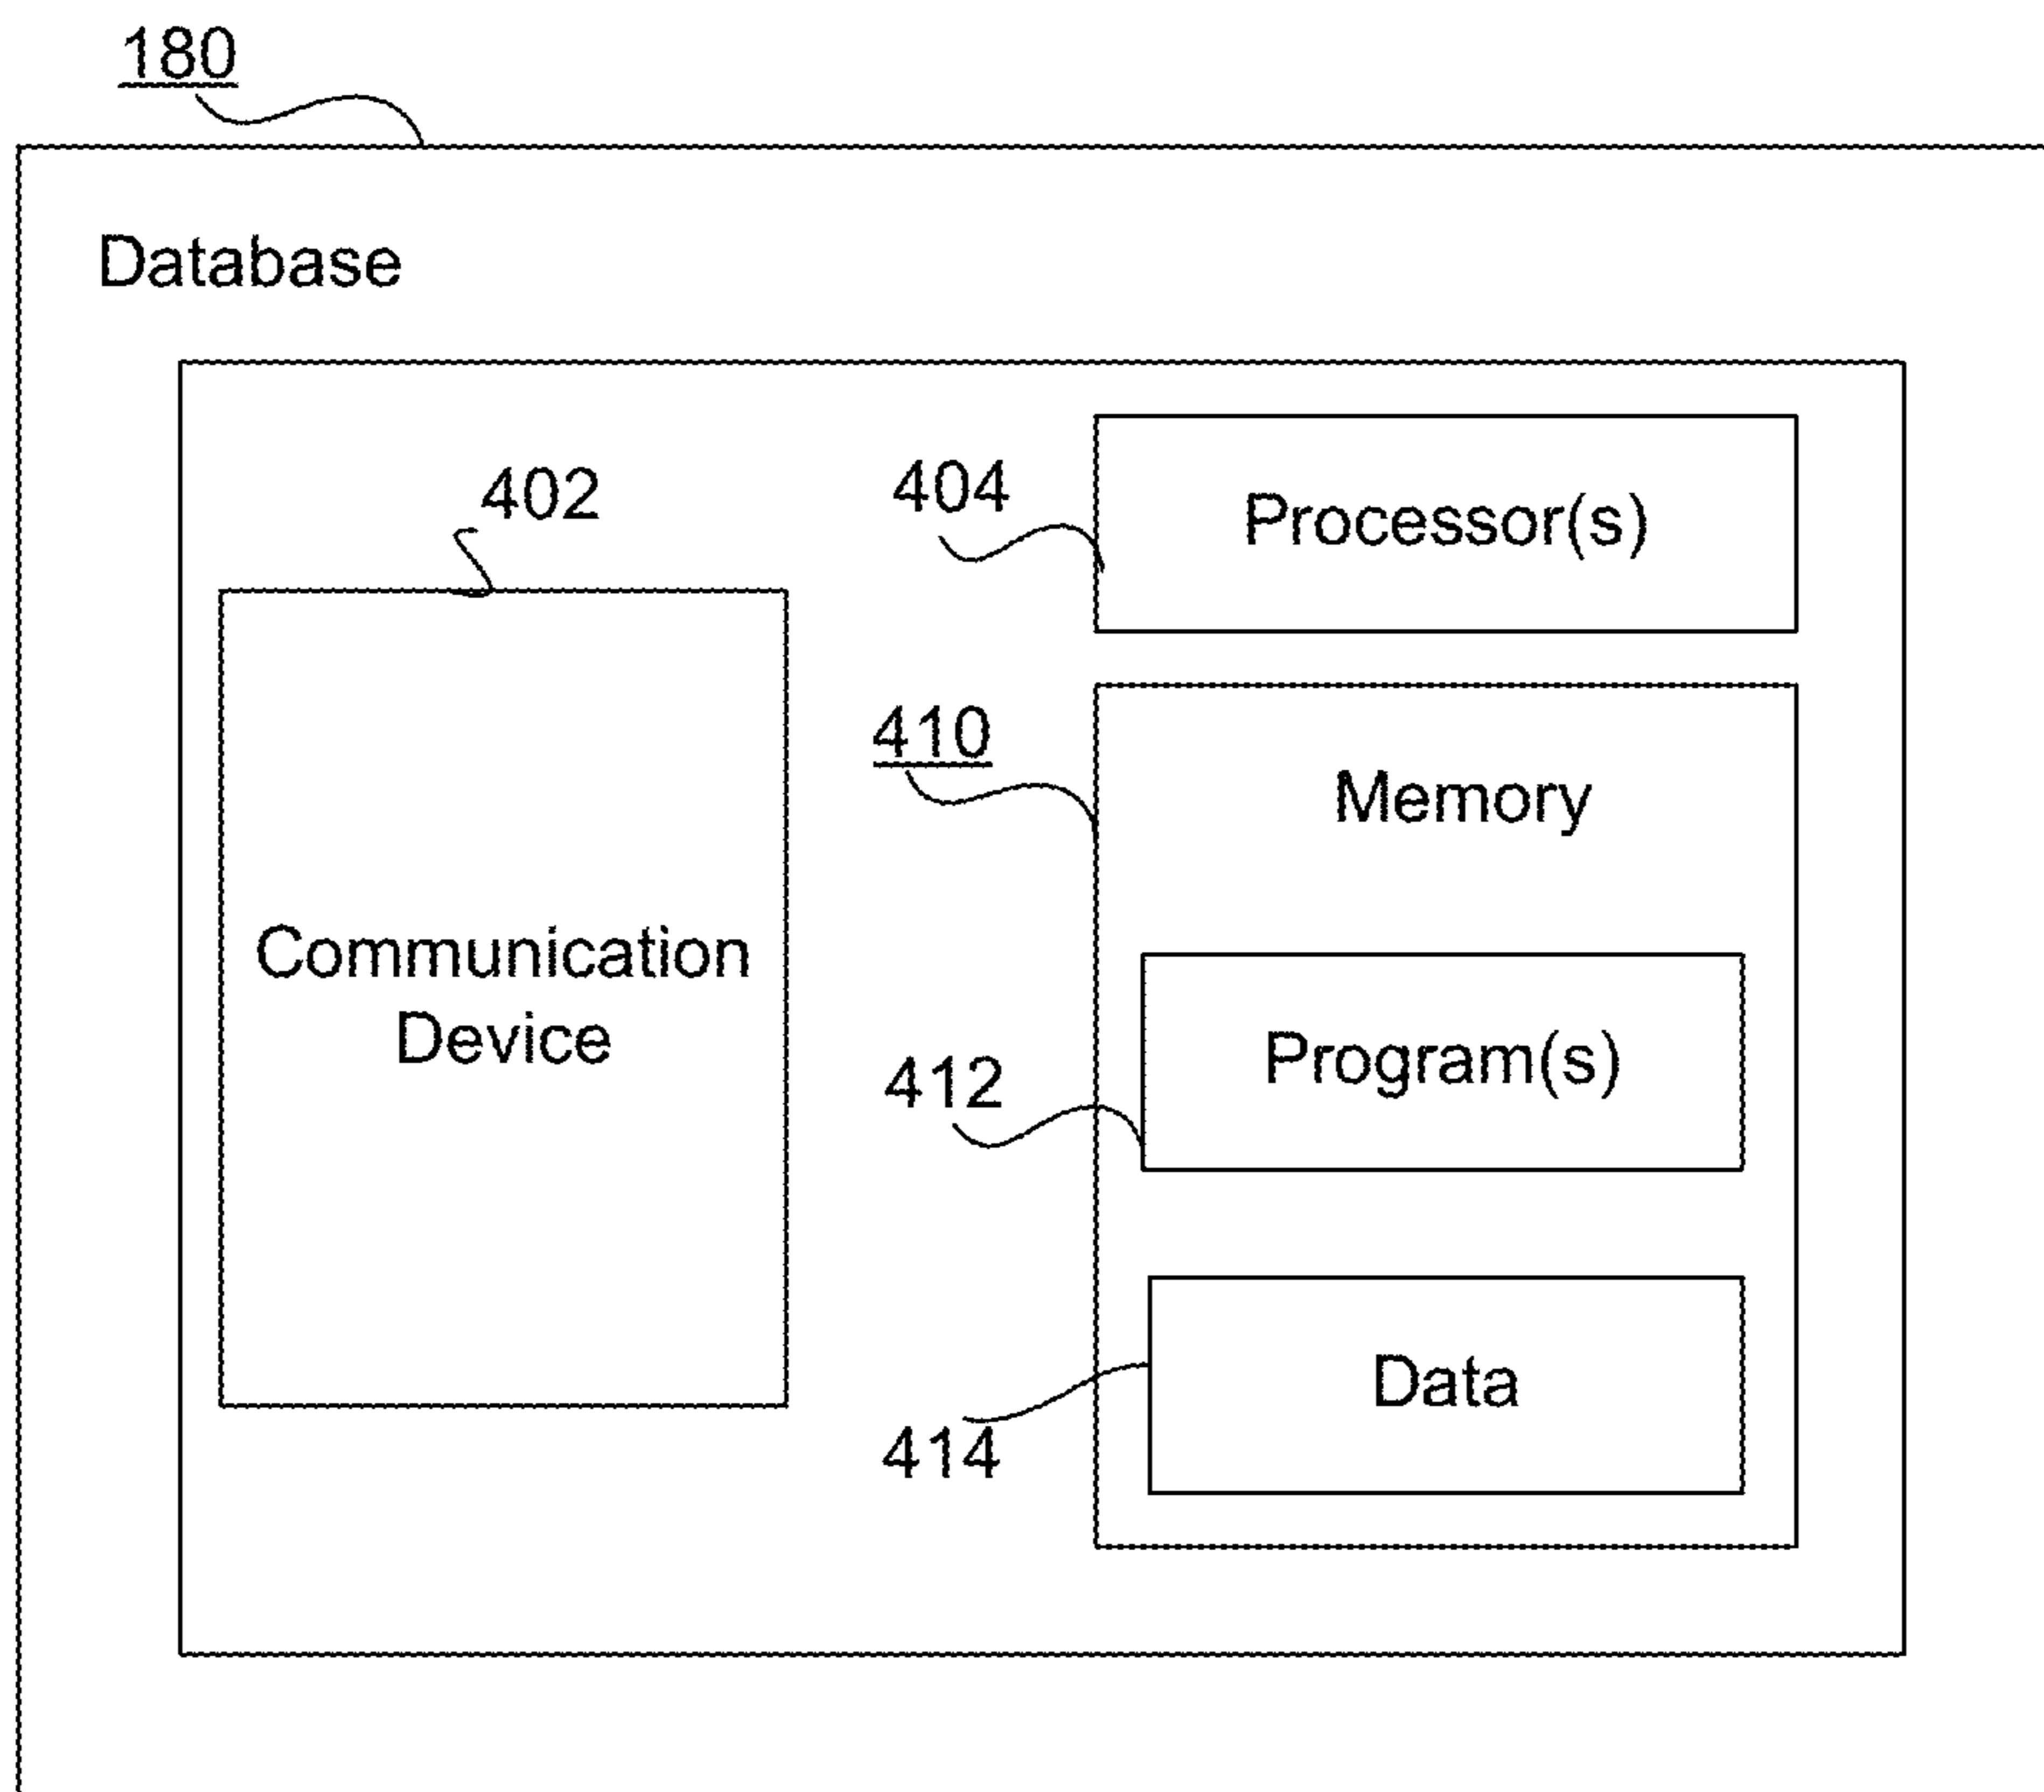 180
Database
402
404
Processor(s)
410
Memory
Communication
Device
412
Program(s)
414
Data